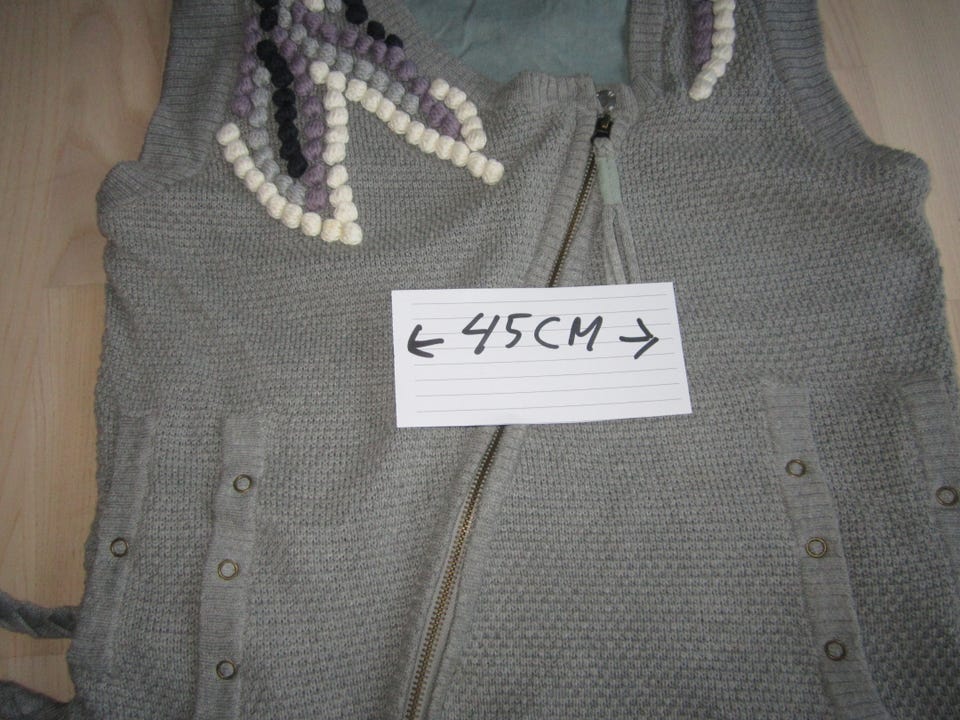 ← 45CM →